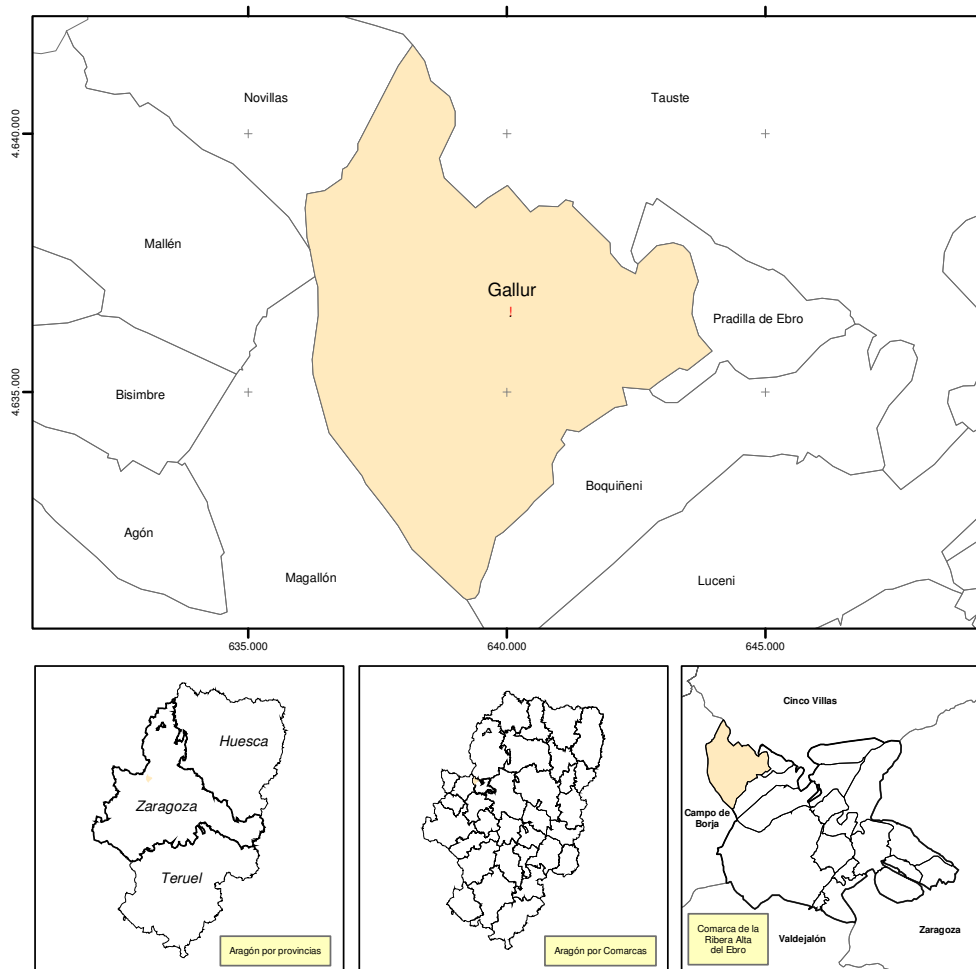 Novillas
Tauste
4.640.000
Mallén
Gallur
!
Pradilla de Ebro
4.635.000
Bisimbre
Boquiñeni
Agón
Magallón
Luceni
635.000
640.000
645.000
Huesca
Zaragoza
Teruel
Aragón por provincias
Aragón por Comarcas
Cinco Villas
Campo de
Borja
Comarca de la
Ribera Alta
del Ebro
Valdejalón
Zaragoza